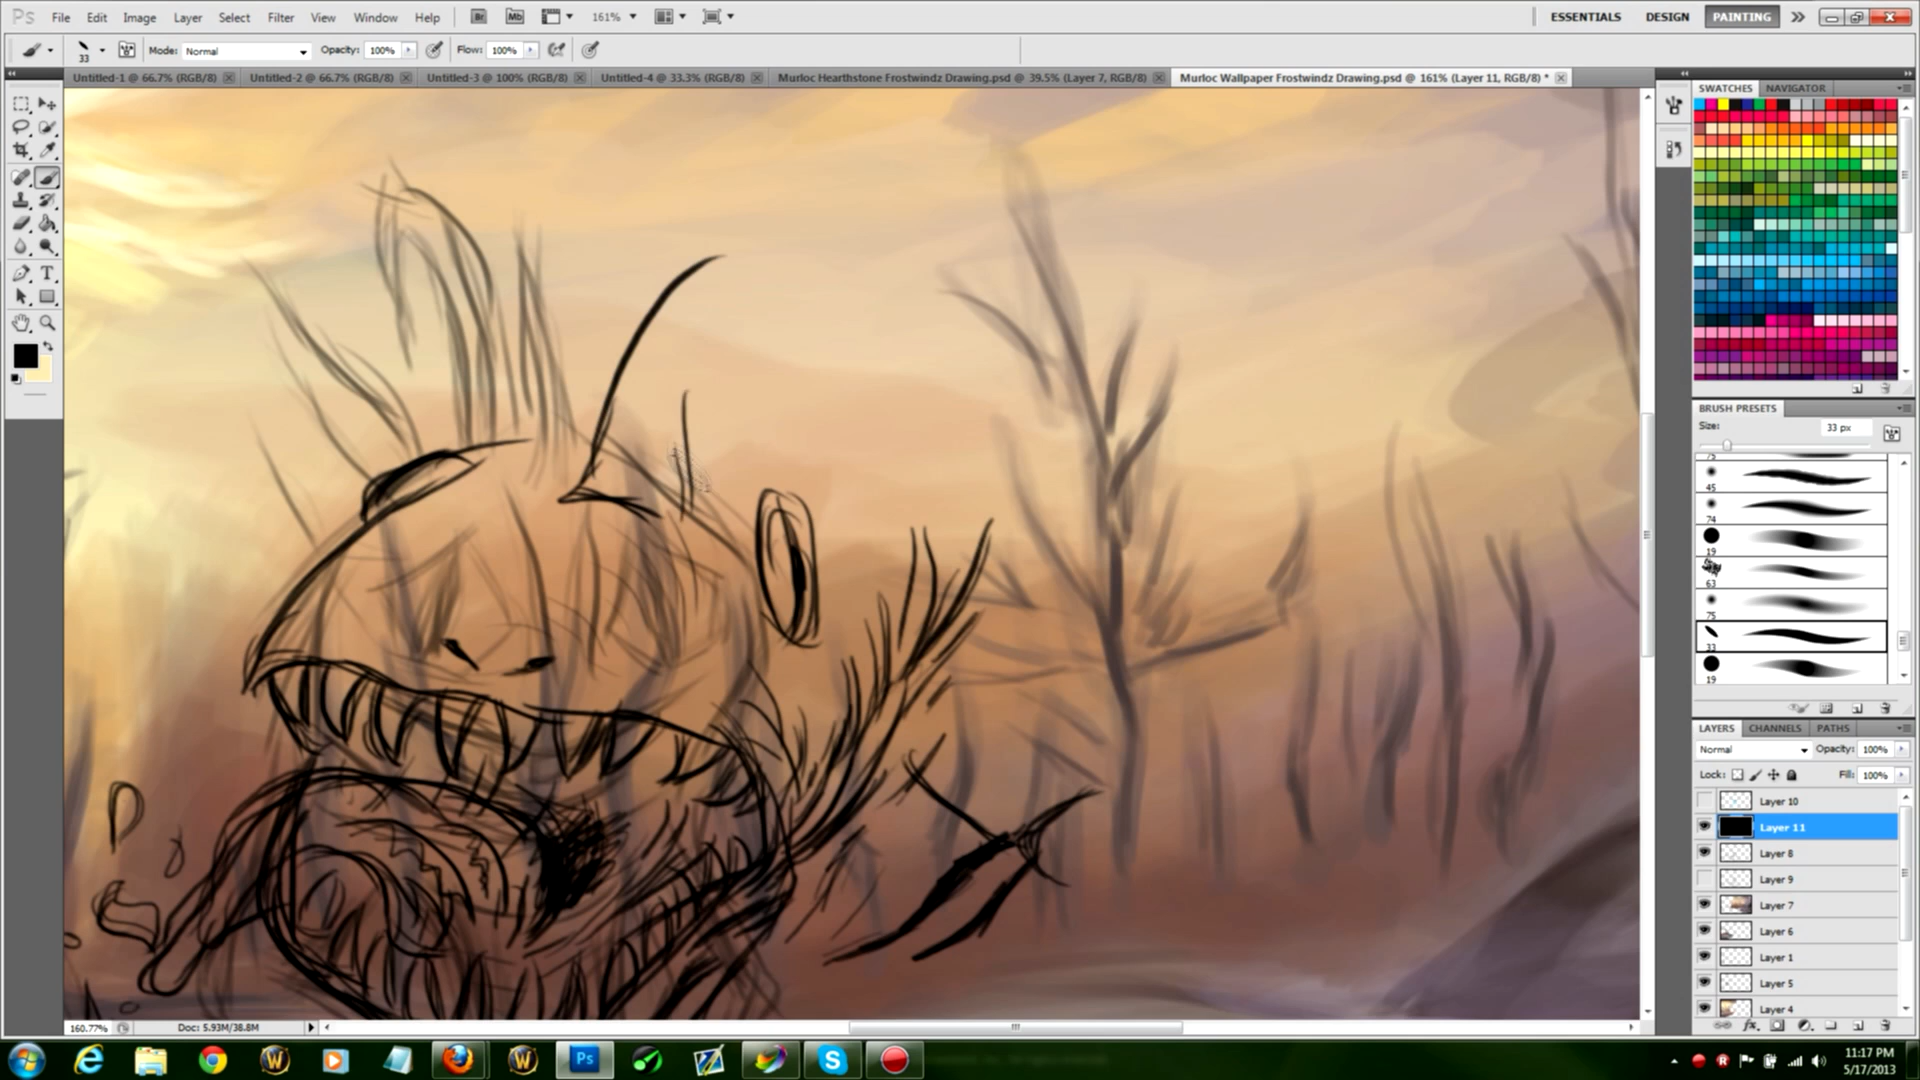 Ps File Edit Image Layer Select Filter View Window Help Br Mb 161% ESSENTIALS DESIGN PAINTING
33 Mode: Normal Opacity: 100% Flow: 100%
Untitled-1 @ 66.7% (RGB/8) Untitled-2 @ 66.7% (RGB/8) Untitled-3 @ 100% (RGB/8) Untitled-4 @ 33.3% (RGB/8) Murloc Hearthstone Frostwindz Drawing.psd @ 39.5% (Layer 7, RGB/8) Murloc Wallpaper Frostwindz Drawing.psd @ 161% (Layer 11, RGB/8) *
SWATCHES NAVIGATOR
BRUSH PRESETS
Size: 33 px
75
45
74
19
63
75
33
19
LAYERS CHANNELS PATHS
Normal Opacity: 100%
Lock: Fill: 100%
Layer 10
Layer 11
Layer 8
Layer 9
Layer 7
Layer 6
Layer 1
Layer 5
Layer 4
160.77% Doc: 5.93M/38.8M
11:17 PM
5/17/2013